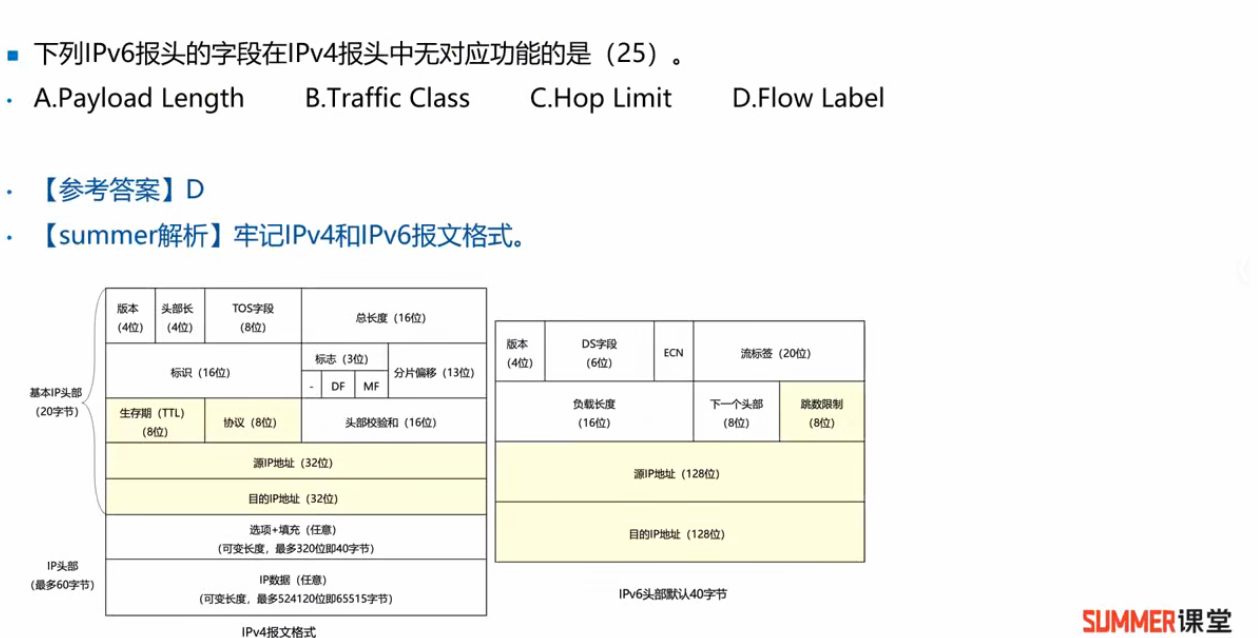 下列IPv6报头的字段在IPv4报头中无对应功能的是（25）。
A.Payload Length B.Traffic Class C.Hop Limit D.Flow Label
【参考答案】D
【summer解析】牢记IPv4和IPv6报文格式。
基本IP头部
(20字节)
IP头部
(最多60字节)
版本
(4位)
头部长
(4位)
TOS字段
(8位)
总长度（16位）
标识（16位）
标志（3位）
- DF MF
分片偏移（13位）
生存期（TTL）
(8位)
协议（8位）
头部校验和（16位）
源IP地址（32位）
目的IP地址（32位）
选项+填充（任意）
(可变长度，最多320位即40字节)
IP数据（任意）
(可变长度，最多524120位即65515字节)
IPv4报文格式
版本
(4位)
DS字段
(6位)
ECN
流标签（20位）
负载长度
(16位)
下一个头部
(8位)
跳数限制
(8位)
源IP地址（128位）
目的IP地址（128位）
IPv6头部默认40字节
SUMMER课堂